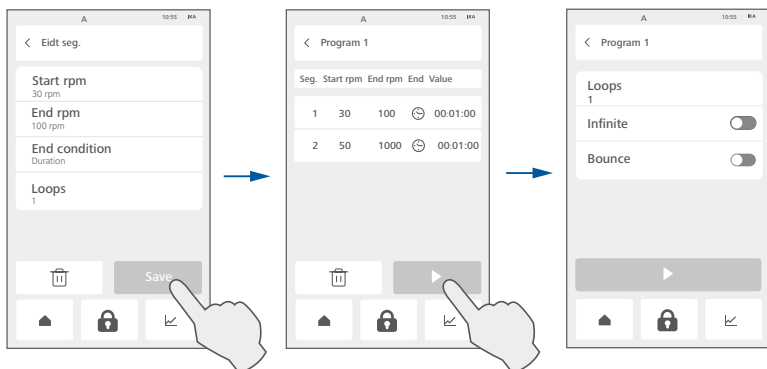 A 10:55 IKA
Eidt seg.
Start rpm
30 rpm
End rpm
100 rpm
End condition
Duration
Loops
1
Save
A 10:55 IKA
Program 1
Seg. Start rpm End rpm End Value
1 30 100 00:01:00
2 50 1000 00:01:00
A 10:55 IKA
Program 1
Loops
1
Infinite
Bounce